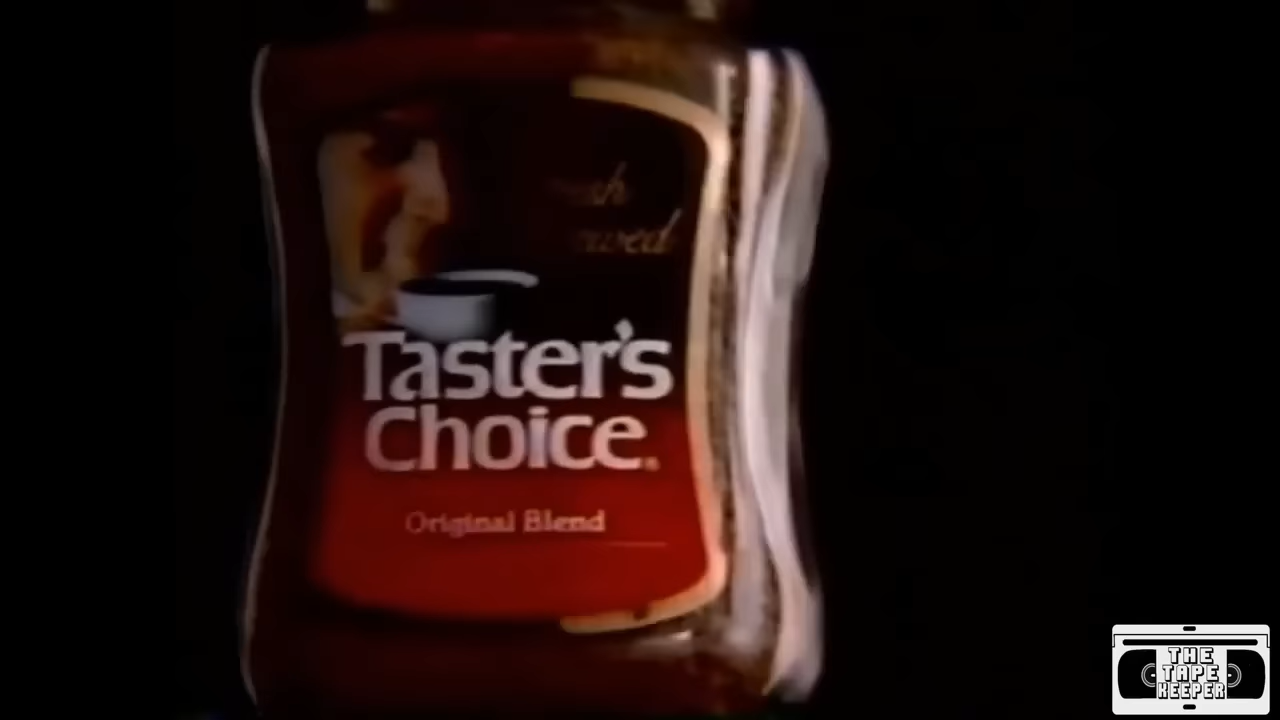 Taster's
Choice®
Original Blend
THE
TAPE
KEEPER